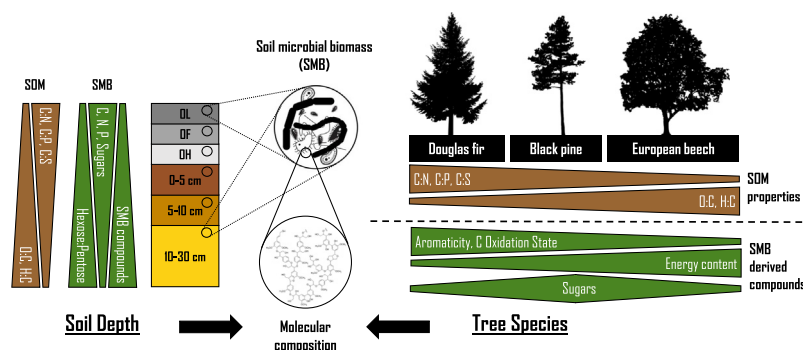 Soil microbial biomass
(SMB)
SOM
SMB
C:N, C:P, C:S
O:C, H:C
C, N, P, Sugars
Hexose:Pentose
SMB compounds
OL
OF
OH
0-5 cm
5-10 cm
10-30 cm
Soil Depth
Molecular
composition
Douglas fir
Black pine
European beech
C:N, C:P, C:S
O:C, H:C
SOM
properties
Aromaticity, C Oxidation State
Energy content
Sugars
SMB
derived
compounds
Tree Species